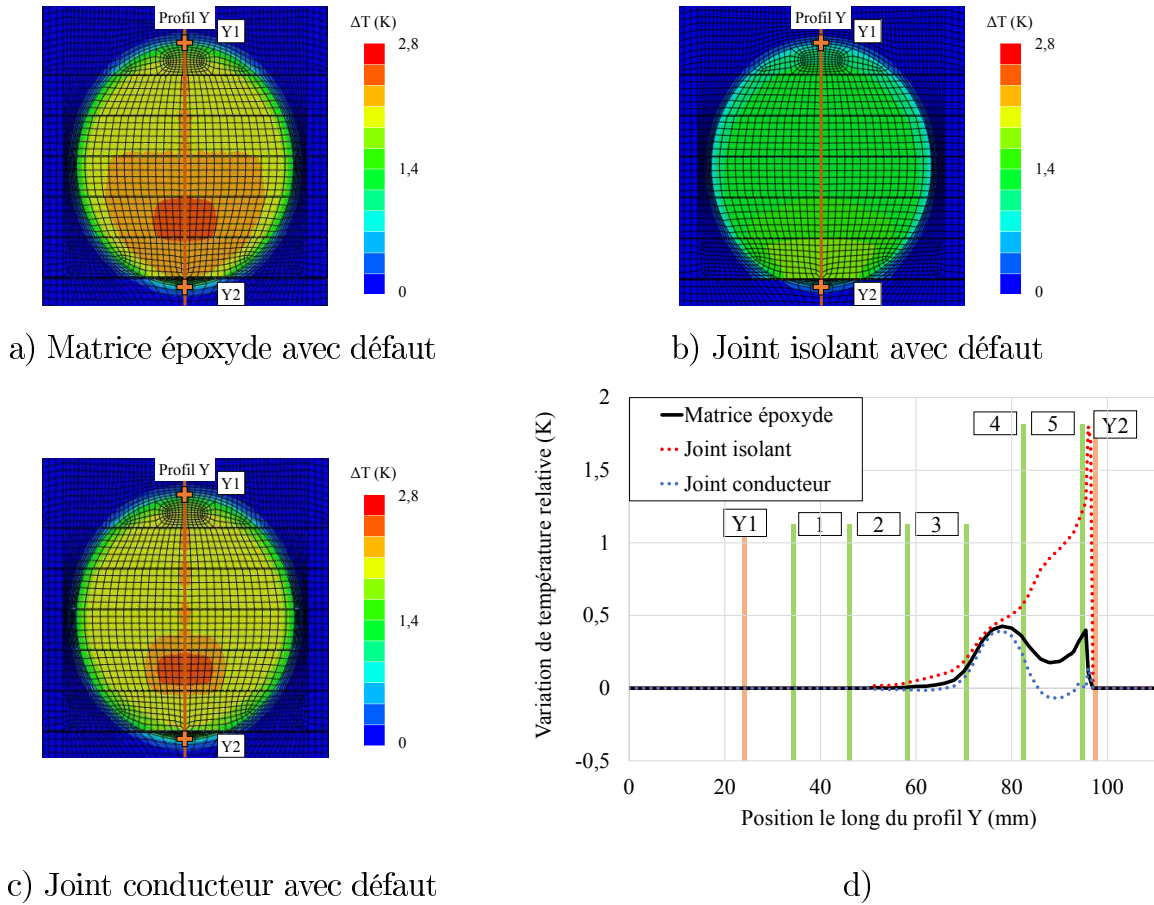 Profil Y
Y1
ΔT (K)
2,8
1,4
0
Y2
a) Matrice époxyde avec défaut
Profil Y
Y1
ΔT (K)
2,8
1,4
0
Y2
b) Joint isolant avec défaut
Profil Y
Y1
ΔT (K)
2,8
1,4
0
Y2
c) Joint conducteur avec défaut
Variation de température relative (K)
2
1,5
1
0,5
0
-0,5
Matrice époxyde
Joint isolant
Joint conducteur
Y1
1
2
3
4
5
Y2
0
20
40
60
80
100
Position le long du profil Y (mm)
d)